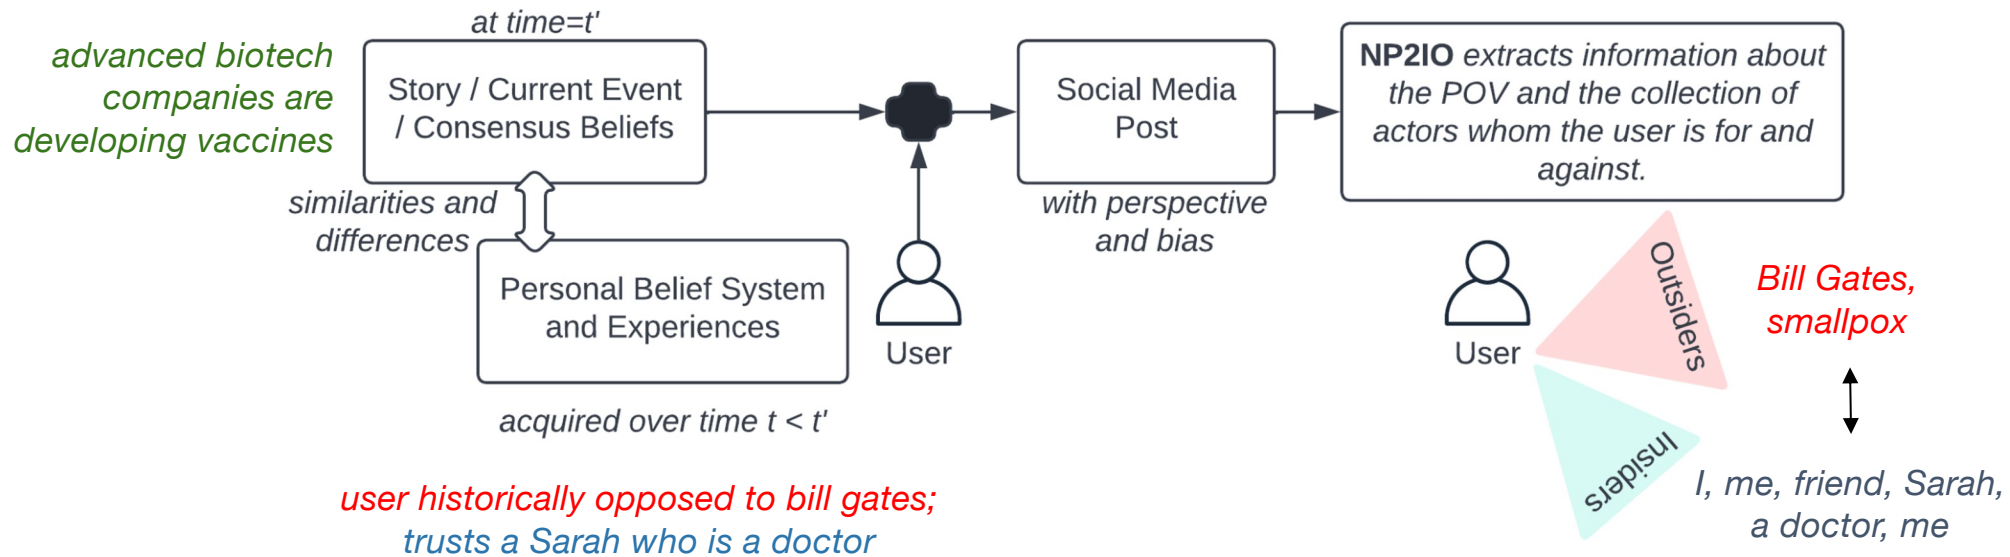 at time=t'
advanced biotech
companies are
developing vaccines
Story / Current Event
/ Consensus Beliefs
similarities and
differences
Personal Belief System
and Experiences
acquired over time t < t'
user historically opposed to bill gates;
trusts a Sarah who is a doctor
User
Social Media
Post
with perspective
and bias
NP2IO extracts information about
the POV and the collection of
actors whom the user is for and
against.
User
Outsiders
Insiders
Bill Gates,
smallpox
I, me, friend, Sarah,
a doctor, me